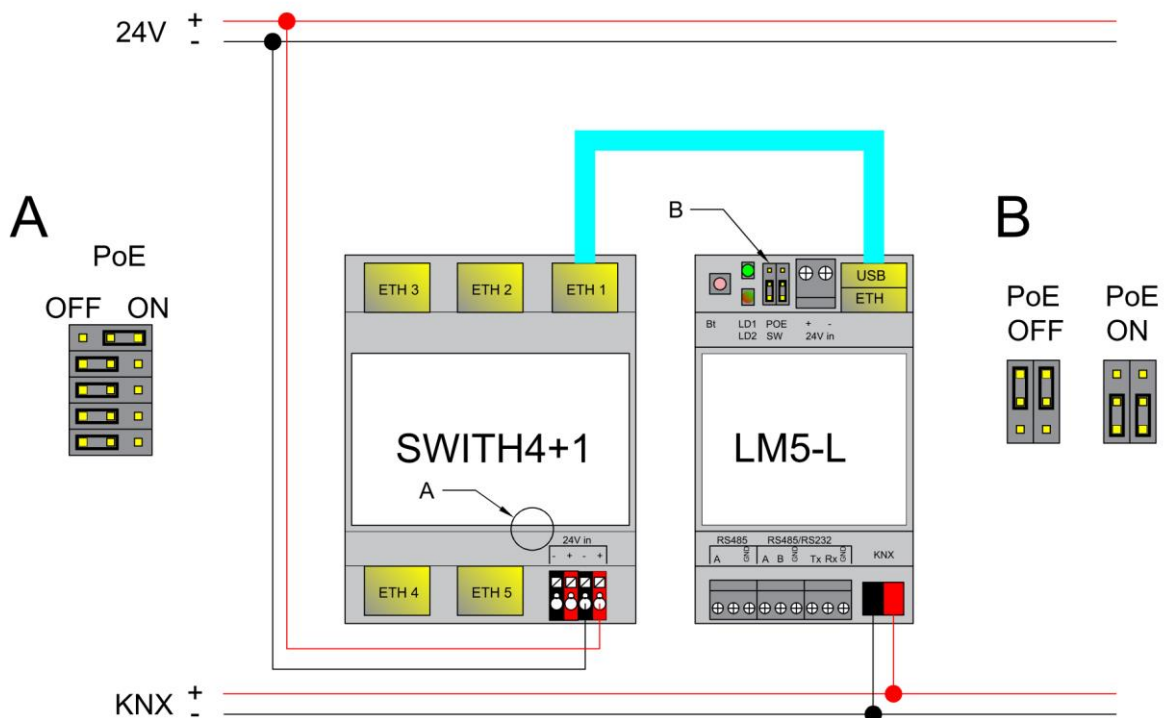 24V + -
A
PoE
OFF ON
B
B
PoE OFF
PoE ON
ETH 3 ETH 2 ETH 1
USB
ETH
Bt LD1 POE + -
LD2 SW 24V in
SWITH4+1
LM5-L
A
24V in
- + - +
ETH 4 ETH 5
RS485 RS485/RS232
A GND A B GND Tx Rx GND KNX
KNX + -